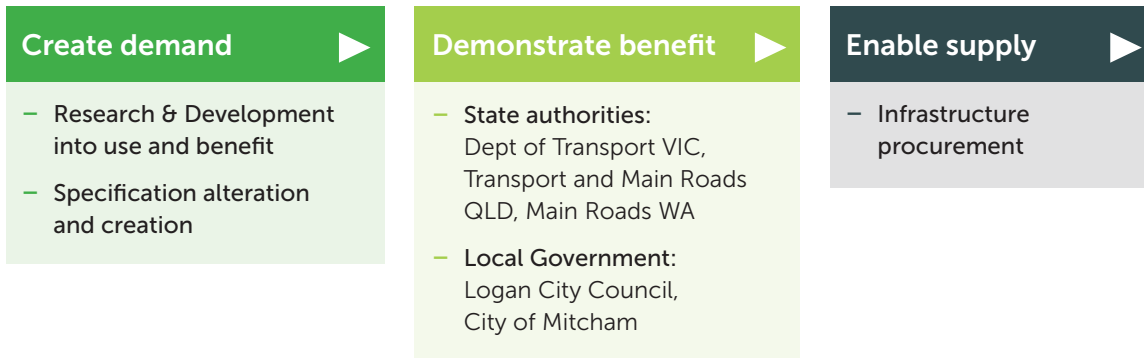 Create demand
– Research & Development
into use and benefit
– Specification alteration
and creation
Demonstrate benefit
– State authorities:
Dept of Transport VIC,
Transport and Main Roads
QLD, Main Roads WA
– Local Government:
Logan City Council,
City of Mitcham
Enable supply
– Infrastructure
procurement